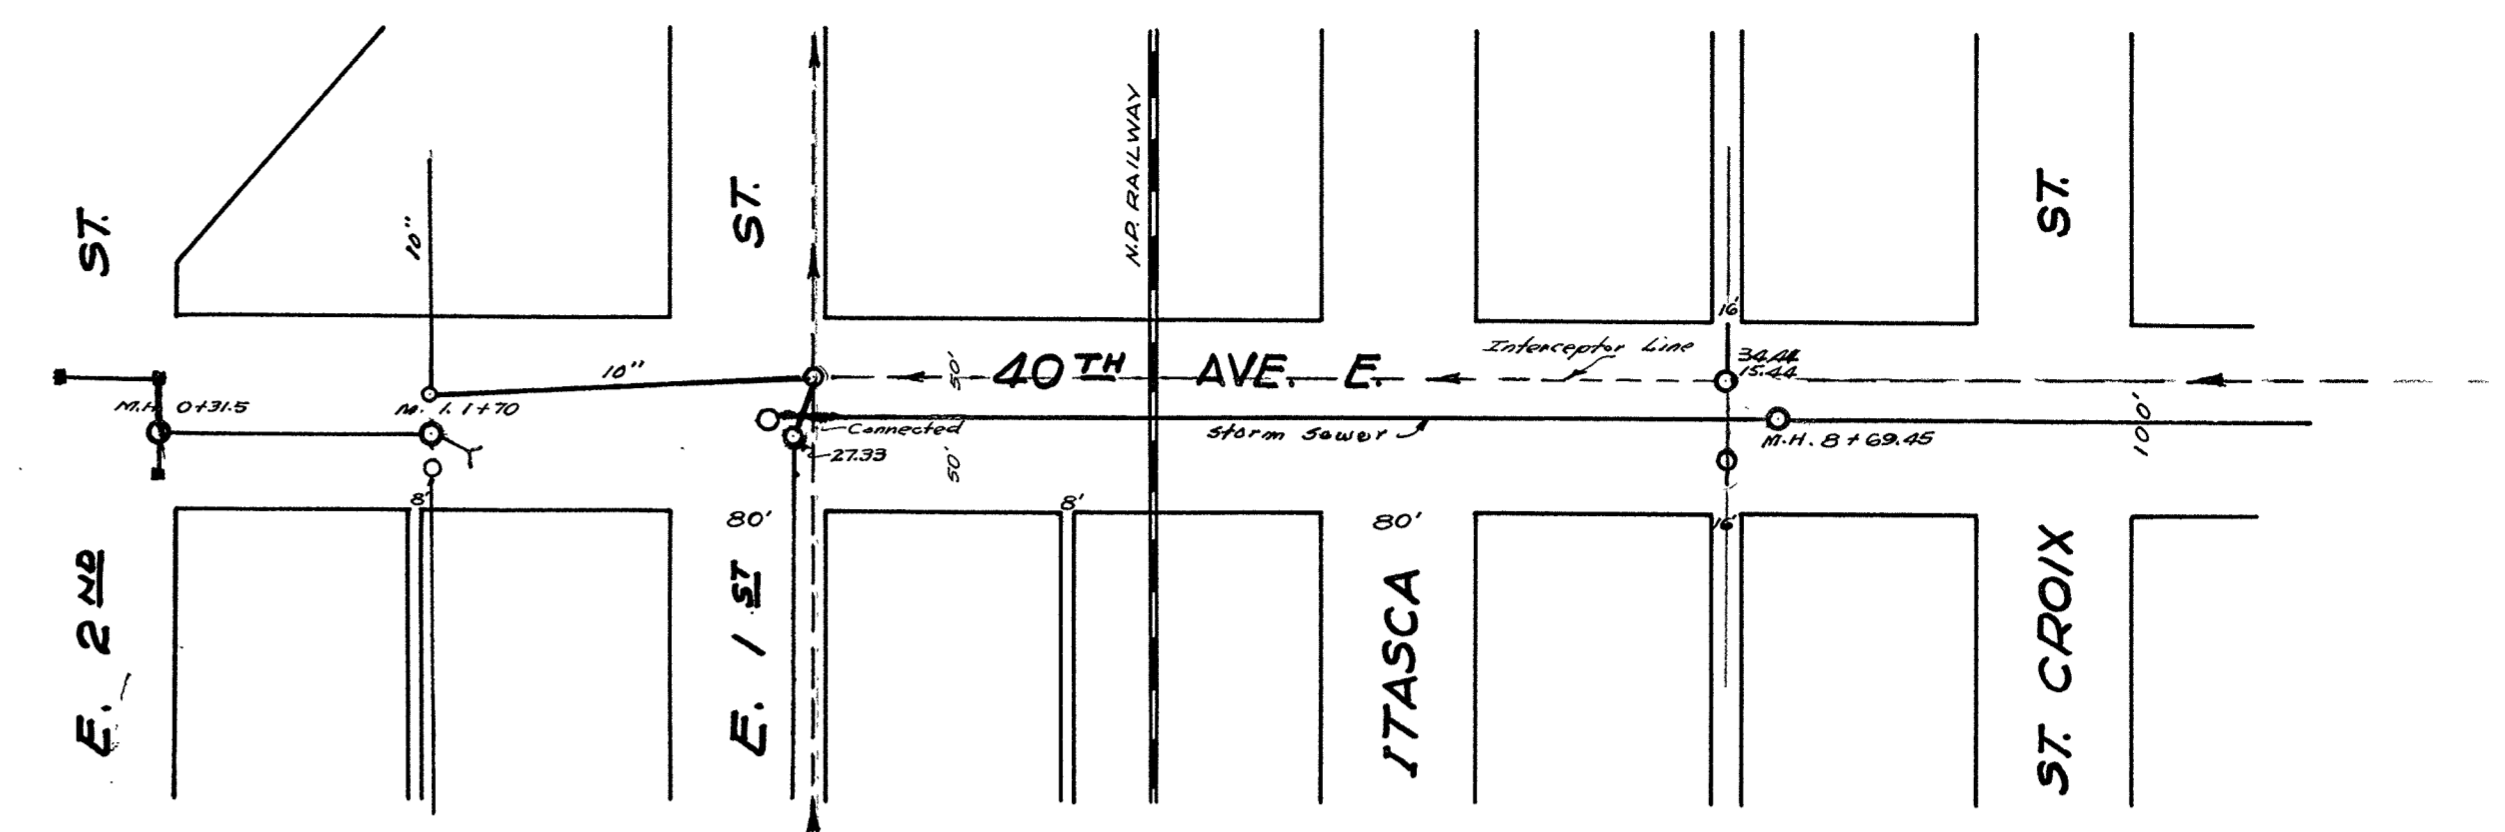 E. 2ND ST.
10"
10"
M.H. 0+31.5
M. 1. 1+70
8'
E. 1ST ST.
80'
Connected
27.33
50'
50'
40TH AVE. E.
N.P. RAILWAY
8'
Storm Sewer
80'
ITASCA
Interceptor Line
16'
15.44
M.H. 8+69.45
16'
100'
ST. CROIX ST.